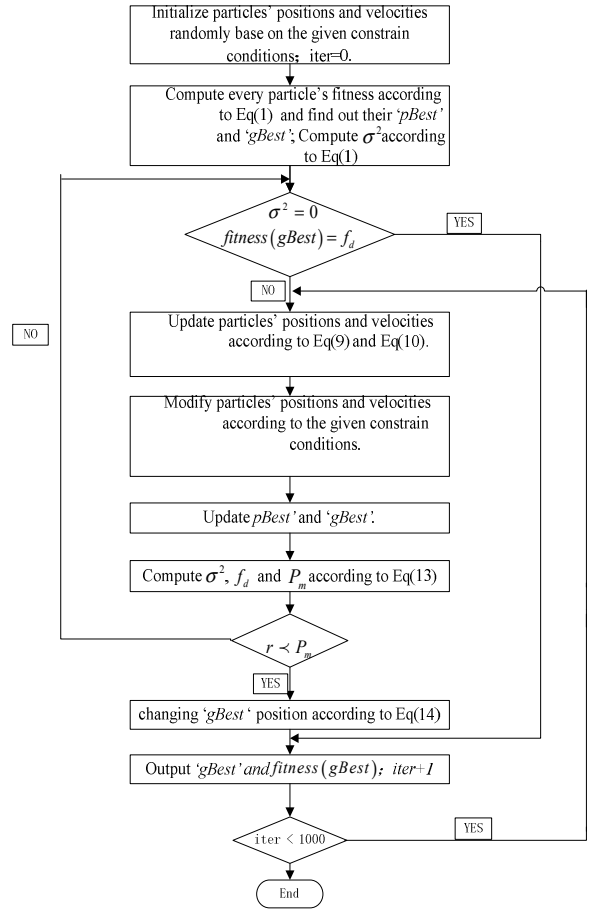 Initialize particles' positions and velocities
randomly base on the given constrain
conditions; iter=0.
Compute every particle's fitness according
to Eq(1) and find out their 'pBest'
and 'gBest'; Compute σ² according
to Eq(1)
σ² = 0
fitness(gBest) = f_d
YES
NO
NO
Update particles' positions and velocities
according to Eq(9) and Eq(10).
Modify particles' positions and velocities
according to the given constrain
conditions.
Update pBest' and 'gBest'.
Compute σ², f_d and P_m according to Eq(13)
r ≺ P_m
YES
changing 'gBest' position according to Eq(14)
Output 'gBest' and fitness(gBest); iter+1
iter < 1000
YES
End